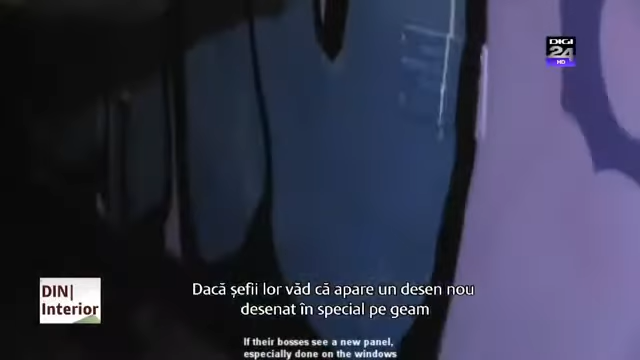 DIGI
24
HD
DIN|
Interior
Dacă șefii lor văd că apare un desen nou
desenat în special pe geam
If their bosses see a new panel,
especially done on the windows